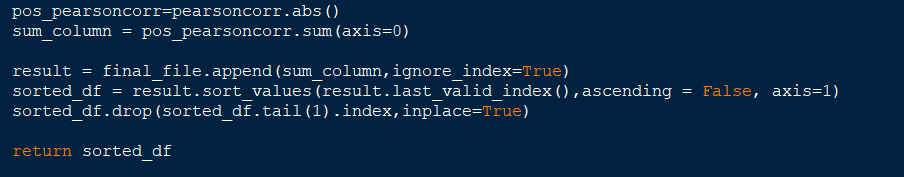 pos_pearsoncorr=pearsoncorr.abs()
sum_column = pos_pearsoncorr.sum(axis=0)
result = final_file.append(sum_column,ignore_index=True)
sorted_df = result.sort_values(result.last_valid_index(),ascending = False, axis=1)
sorted_df.drop(sorted_df.tail(1).index,inplace=True)
return sorted_df